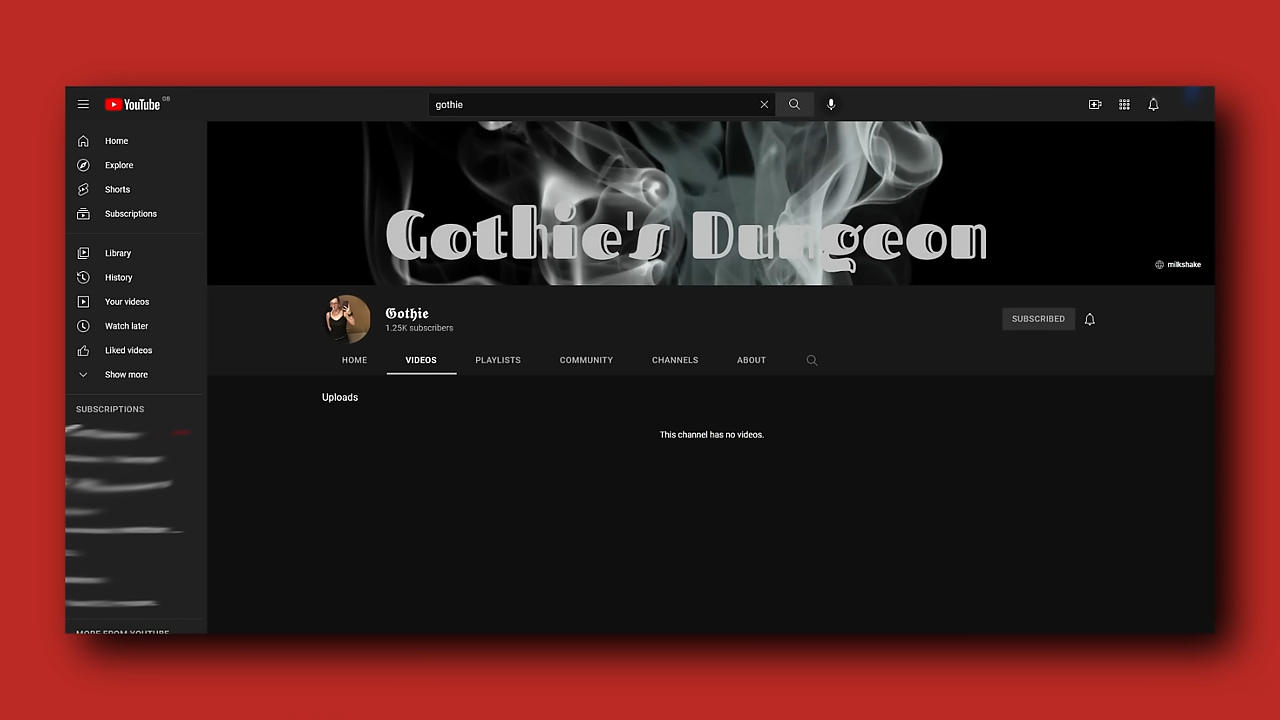 YouTube GB
gothie
Home
Explore
Shorts
Subscriptions
Library
History
Your videos
Watch later
Liked videos
Show more
SUBSCRIPTIONS
MORE FROM YOUTUBE
Gothie's Dungeon
milkshake
Gothie
1.25K subscribers
SUBSCRIBED
HOME VIDEOS PLAYLISTS COMMUNITY CHANNELS ABOUT
Uploads
This channel has no videos.